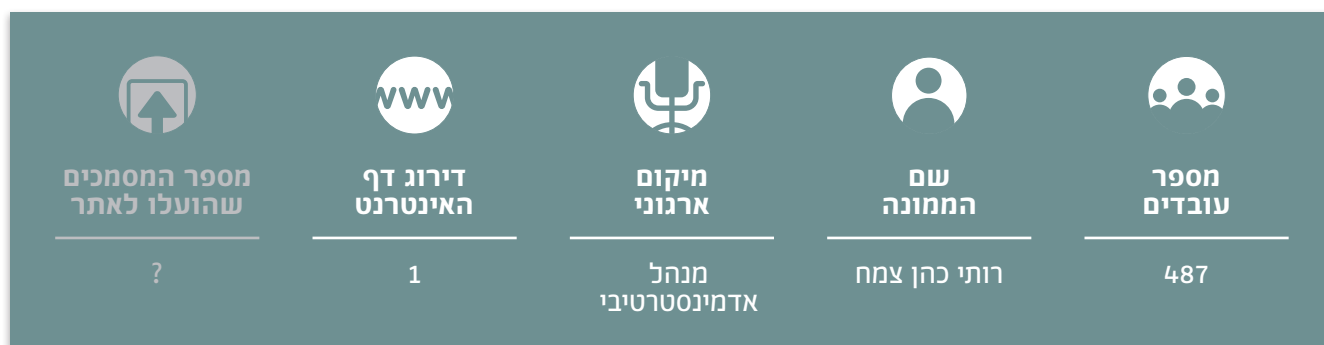 מספר
עובדים
487
שם
הממונה
רותי כהן צמח
מיקום
ארגוני
מנהל
אדמינסטרטיבי
www
דירוג דף
האינטרנט
1
מספר המסמכים
שהועלו לאתר
?